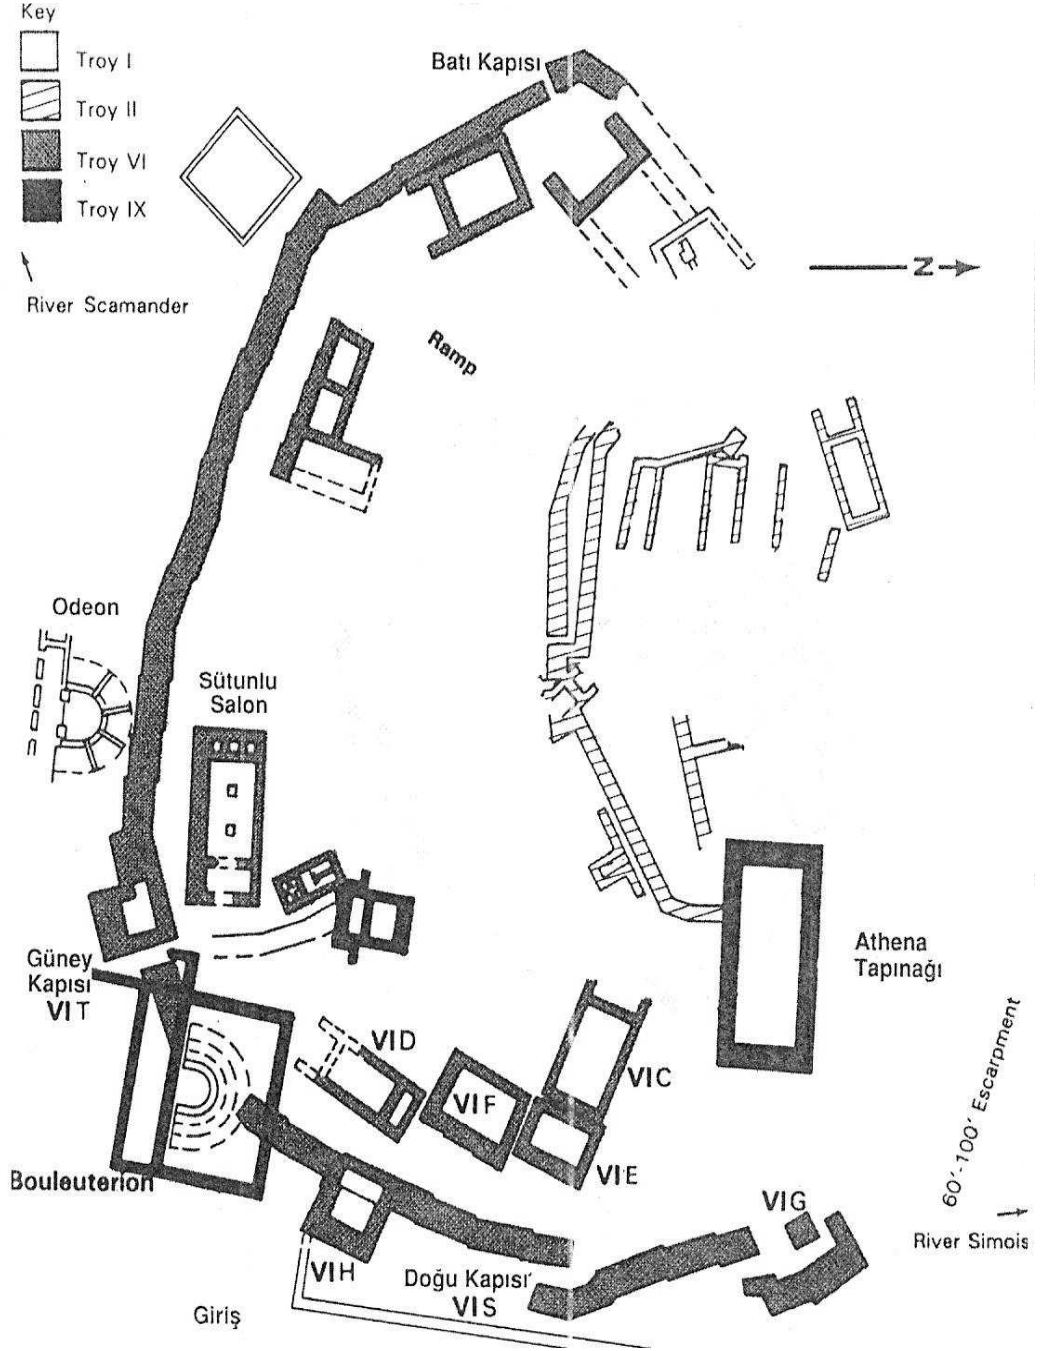 Key
Troy I
Troy II
Troy VI
Troy IX
River Scamander
Batı Kapısı
N
Ramp
Odeon
Sütunlu
Salon
Güney
Kapısı
VI T
Athena
Tapınağı
VI D
VI F
VI C
VI E
Bouleuterion
60'-100' Escarpment
VI G
River Simois
VI H
Doğu Kapısı
VI S
Giriş